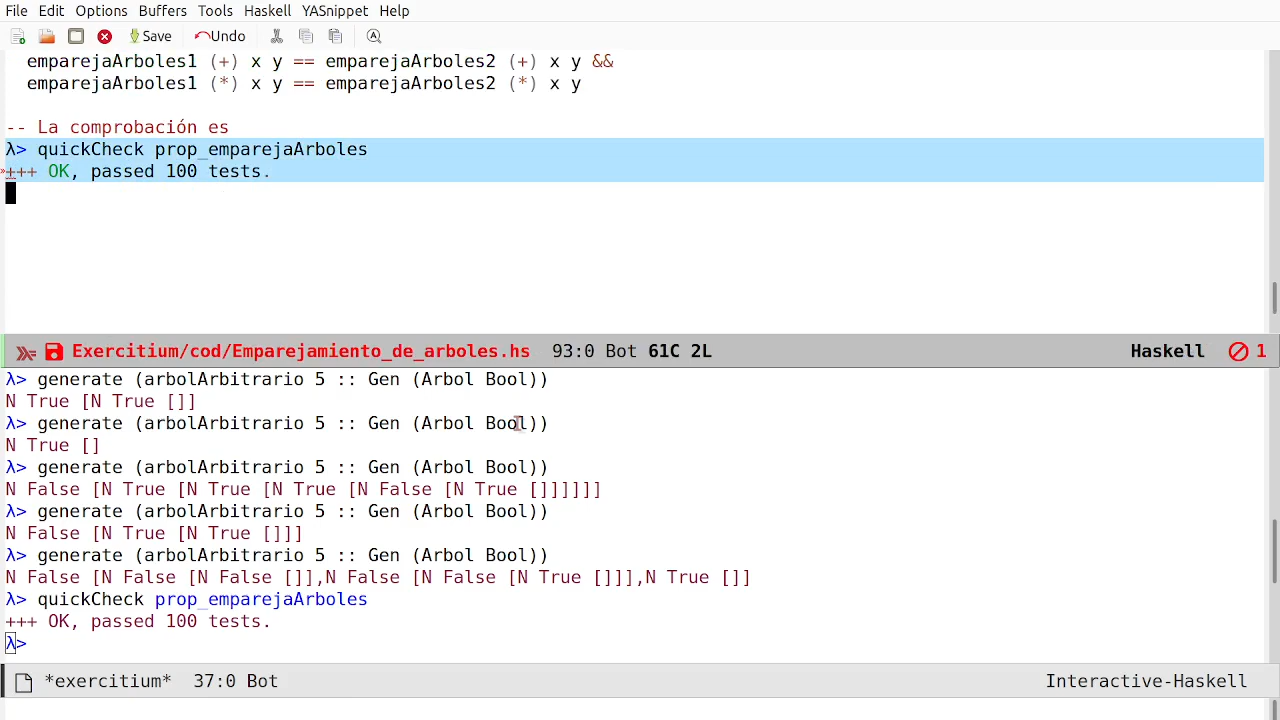 File Edit Options Buffers Tools Haskell YASnippet Help
Save Undo
emparejaArboles1 (+) x y == emparejaArboles2 (+) x y &&
emparejaArboles1 (*) x y == emparejaArboles2 (*) x y
-- La comprobación es
λ> quickCheck prop_emparejaArboles
+++ OK, passed 100 tests.
Exercitium/cod/Emparejamiento_de_arboles.hs 93:0 Bot 61C 2L Haskell 1
λ> generate (arbolArbitrario 5 :: Gen (Arbol Bool))
N True [N True []]
λ> generate (arbolArbitrario 5 :: Gen (Arbol Bool))
N True []
λ> generate (arbolArbitrario 5 :: Gen (Arbol Bool))
N False [N True [N True [N True [N False [N True []]]]]]
λ> generate (arbolArbitrario 5 :: Gen (Arbol Bool))
N False [N True [N True []]]
λ> generate (arbolArbitrario 5 :: Gen (Arbol Bool))
N False [N False [N False []],N False [N False [N True []]],N True []]
λ> quickCheck prop_emparejaArboles
+++ OK, passed 100 tests.
λ>
*exercitium* 37:0 Bot Interactive-Haskell